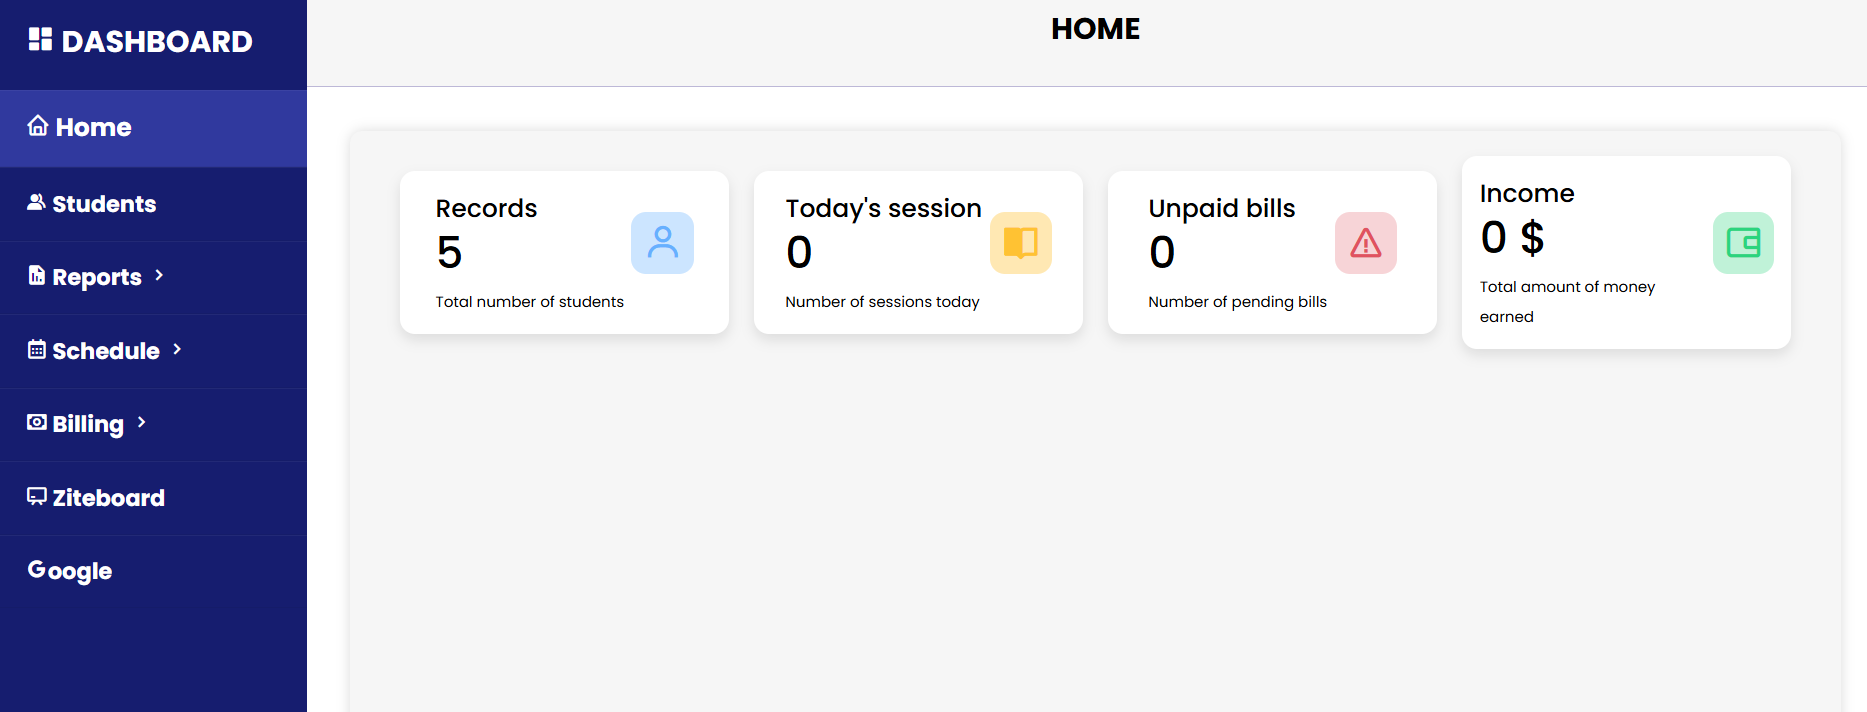 DASHBOARD
HOME
Home
Students
Reports
Schedule
Billing
Ziteboard
Google
Records
5
Total number of students
Today's session
0
Number of sessions today
Unpaid bills
0
Number of pending bills
Income
0 $
Total amount of money
earned